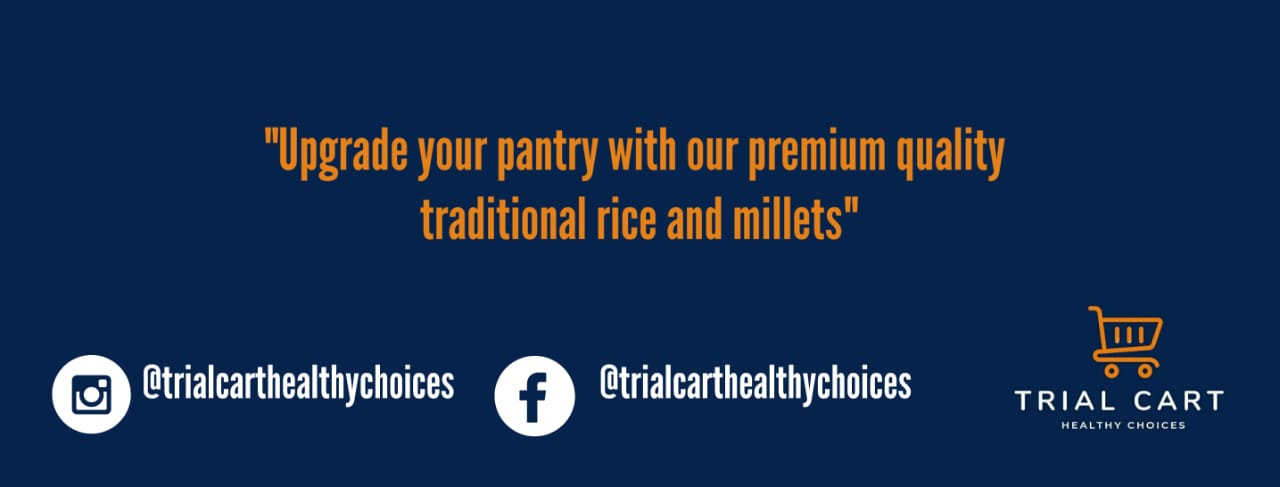 "Upgrade your pantry with our premium quality
traditional rice and millets"
@trialcarthealthychoices
@trialcarthealthychoices
TRIAL CART
HEALTHY CHOICES